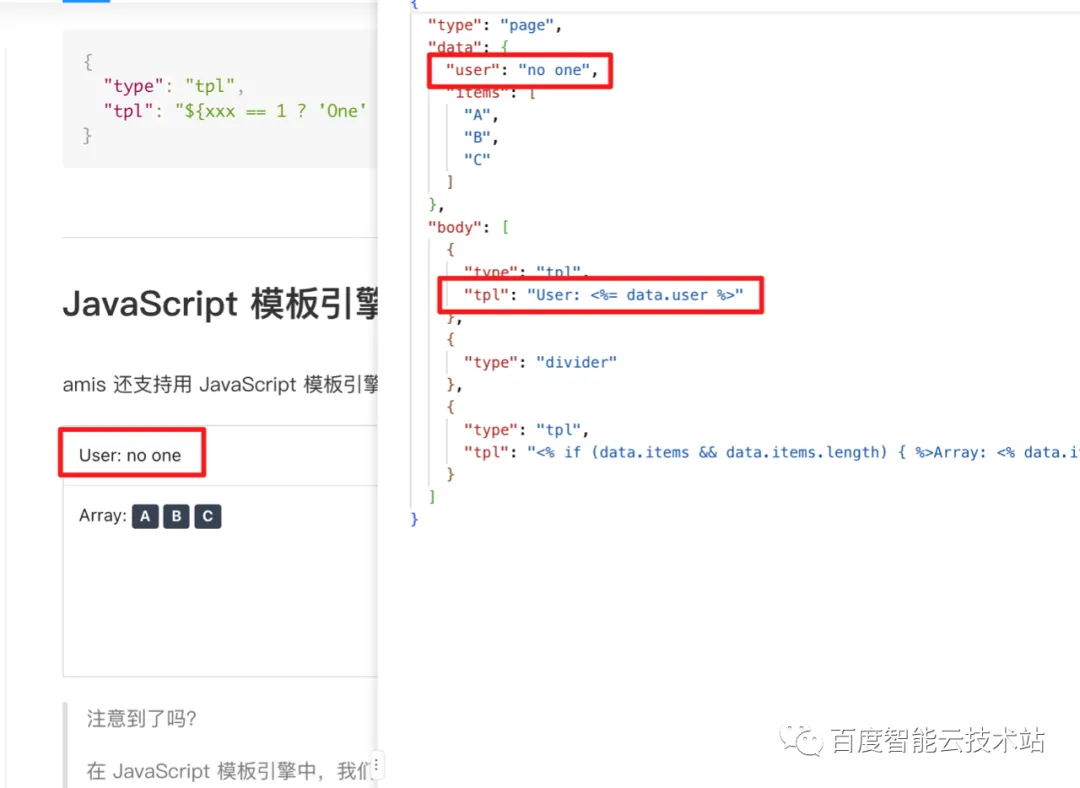 {
"type": "tpl",
"tpl": "${xxx == 1 ? 'One'
}
JavaScript 模板引擎
amis 还支持用 JavaScript 模板引擎
User: no one
Array: A B C
注意到了吗?
在 JavaScript 模板引擎中，我们
{
"type": "page",
"data": {
"user": "no one",
"items": [
"A",
"B",
"C"
]
},
"body": [
{
"type": "tpl",
"tpl": "User: <%= data.user %>"
},
{
"type": "divider"
},
{
"type": "tpl",
"tpl": "<% if (data.items && data.items.length) { %>Array: <% data.i
}
]
}
百度智能云技术站